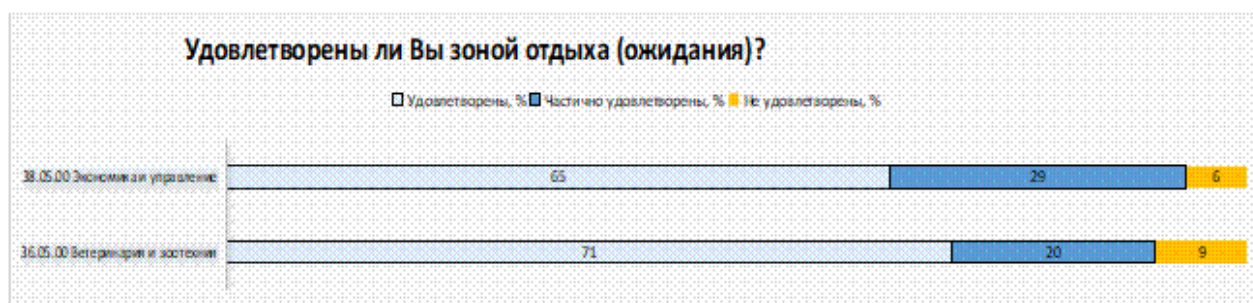 Удовлетворены ли Вы зоной отдыха (ожидания)?
Удовлетворены, % Частично удовлетворены, % Не удовлетворены, %
38.05.00 Экономика и управление 65 29 6
36.05.00 Ветеринария и зоотехния 71 20 9